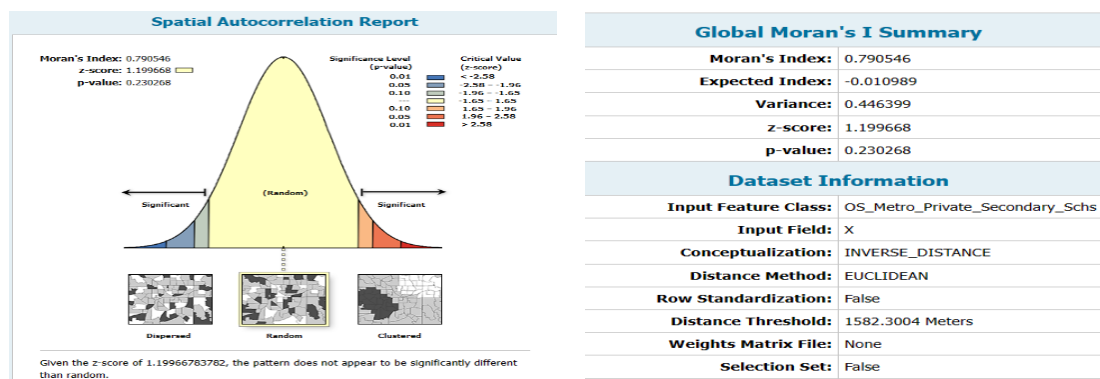 Spatial Autocorrelation Report
Moran's Index: 0.790546
z-score: 1.199668
p-value: 0.230268
Significance Level (p-value)
Critical Value (z-score)
0.01 < -2.58
0.05 -2.58 – -1.96
0.10 -1.96 – -1.65
--- -1.65 – 1.65
0.10 1.65 – 1.96
0.05 1.96 – 2.58
0.01 > 2.58
(Random)
Significant
Significant
Dispersed
Random
Clustered
Given the z-score of 1.19966783782, the pattern does not appear to be significantly different
than random.
Global Moran's I Summary
Moran's Index: 0.790546
Expected Index: -0.010989
Variance: 0.446399
z-score: 1.199668
p-value: 0.230268
Dataset Information
Input Feature Class: OS_Metro_Private_Secondary_Schs
Input Field: X
Conceptualization: INVERSE_DISTANCE
Distance Method: EUCLIDEAN
Row Standardization: False
Distance Threshold: 1582.3004 Meters
Weights Matrix File: None
Selection Set: False